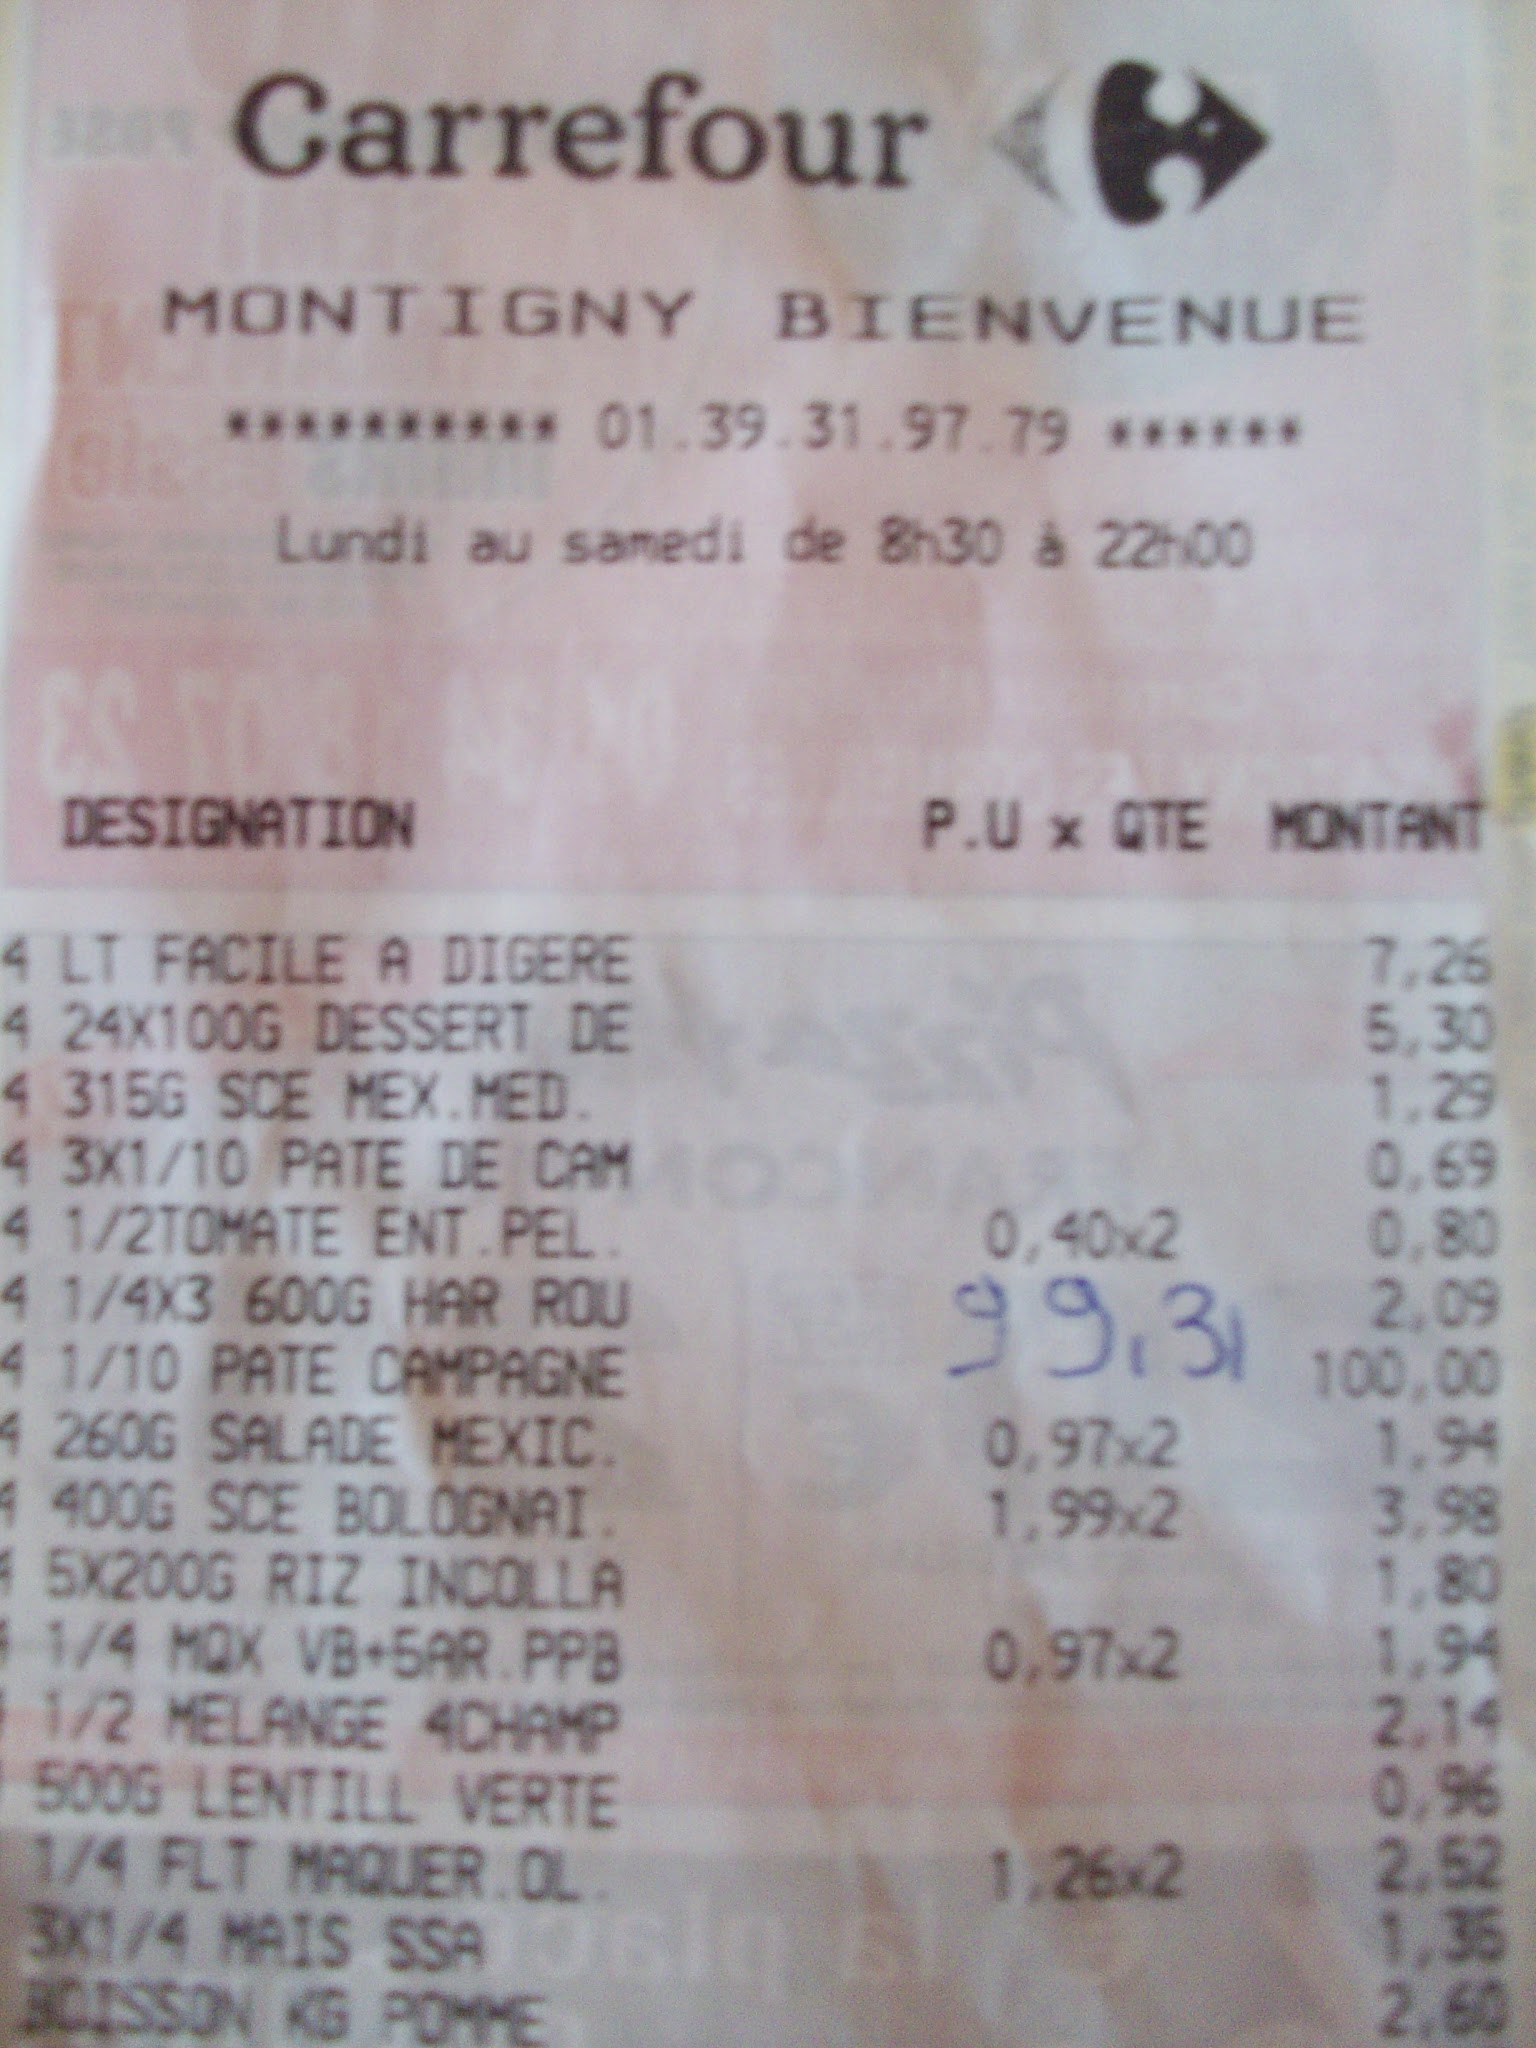 Carrefour
MONTIGNY BIENVENUE
********** 01.39.31.97.79 ******
Lundi au samedi de 8h30 à 22h00
DESIGNATION P.U x QTE MONTANT
4 LT FACILE A DIGERE 7,26
4 24X100G DESSERT DE 5,30
4 315G SCE MEX.MED. 1,29
4 3X1/10 PATE DE CAM 0,69
4 1/2TOMATE ENT.PEL. 0,40x2 0,80
4 1/4X3 600G HAR ROU 2,09
99,31
4 1/10 PATE CAMPAGNE 100,00
4 260G SALADE MEXIC. 0,97x2 1,94
4 400G SCE BOLOGNAI. 1,99x2 3,98
4 5X200G RIZ INCOLLA 1,80
4 1/4 MQX VB+5AR.PPB 0,97x2 1,94
1/2 MELANGE 4CHAMP 2,14
500G LENTILL VERTE 0,96
1/4 FLT MAQUER.OL. 1,26x2 2,52
3X1/4 MAIS SSA 1,35
BOISSON KG POMME 2,60